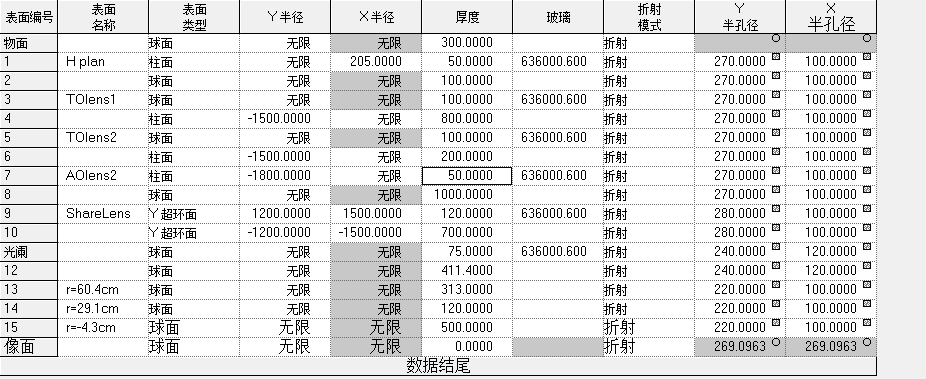 表面编号 表面名称 表面类型 Y 半径 X 半径 厚度 玻璃 折射模式 Y半孔径 X半孔径
物面 球面 无限 无限 300.0000 折射
1 H plan 柱面 无限 205.0000 50.0000 636000.600 折射 270.0000 100.0000
2 球面 无限 无限 100.0000 折射 270.0000 100.0000
3 TOlens1 球面 无限 无限 100.0000 636000.600 折射 270.0000 100.0000
4 柱面 -1500.0000 无限 800.0000 折射 270.0000 100.0000
5 TOlens2 球面 无限 无限 100.0000 636000.600 折射 270.0000 100.0000
6 柱面 -1500.0000 无限 200.0000 折射 270.0000 100.0000
7 AOlens2 柱面 -1800.0000 无限 50.0000 636000.600 折射 270.0000 100.0000
8 球面 无限 无限 1000.0000 折射 270.0000 100.0000
9 ShareLens Y 超环面 1200.0000 1500.0000 120.0000 636000.600 折射 280.0000 100.0000
10 Y 超环面 -1200.0000 -1500.0000 700.0000 折射 280.0000 100.0000
光阑 球面 无限 无限 75.0000 636000.600 折射 240.0000 120.0000
12 球面 无限 无限 411.4000 折射 240.0000 120.0000
13 r=60.4cm 球面 无限 无限 313.0000 折射 220.0000 100.0000
14 r=29.1cm 球面 无限 无限 120.0000 折射 220.0000 100.0000
15 r=-4.3cm 球面 无限 无限 500.0000 折射 220.0000 100.0000
像面 球面 无限 无限 0.0000 折射 269.0963 269.0963
数据结尾